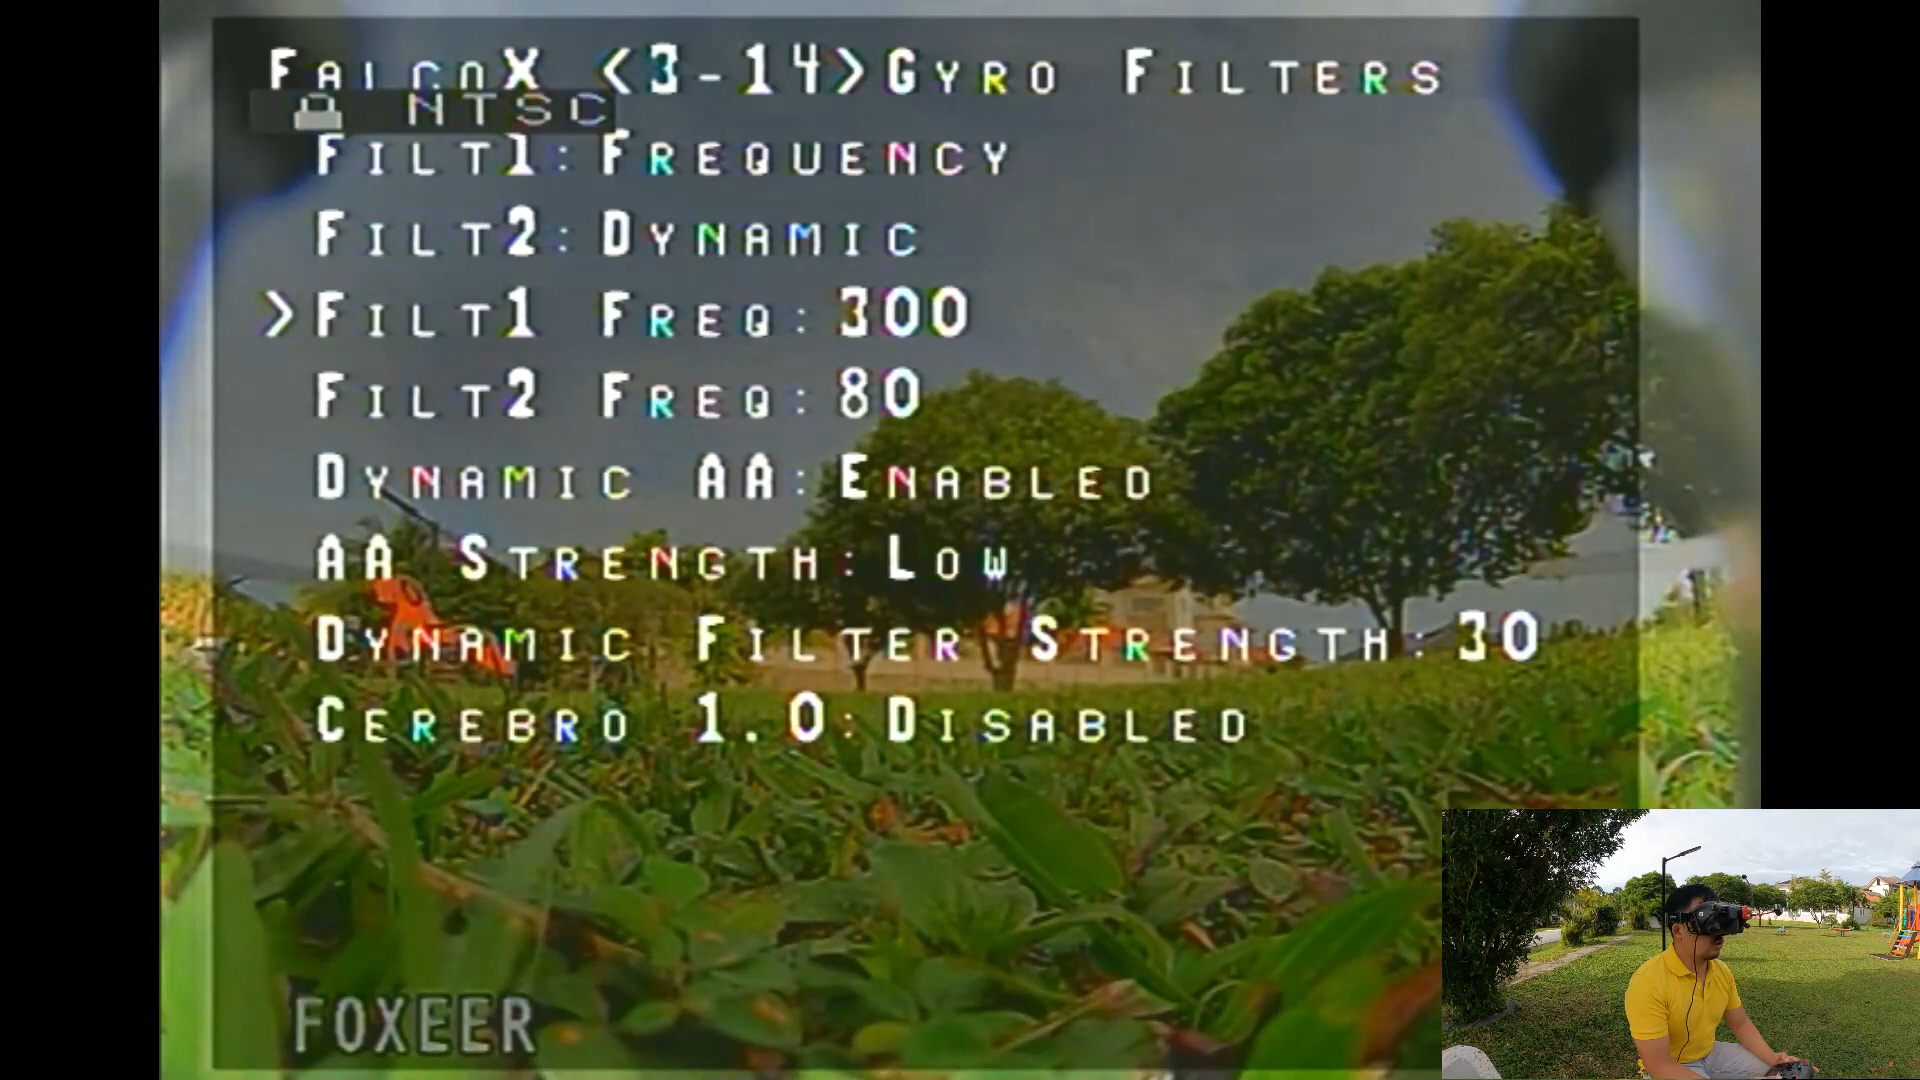 FalcoX <3-14>Gyro Filters
NTSC
Filt1:Frequency
Filt2:Dynamic
>Filt1 Freq:300
Filt2 Freq:80
Dynamic AA:Enabled
AA Strength:Low
Dynamic Filter Strength:30
Cerebro 1.0:Disabled
FOXEER